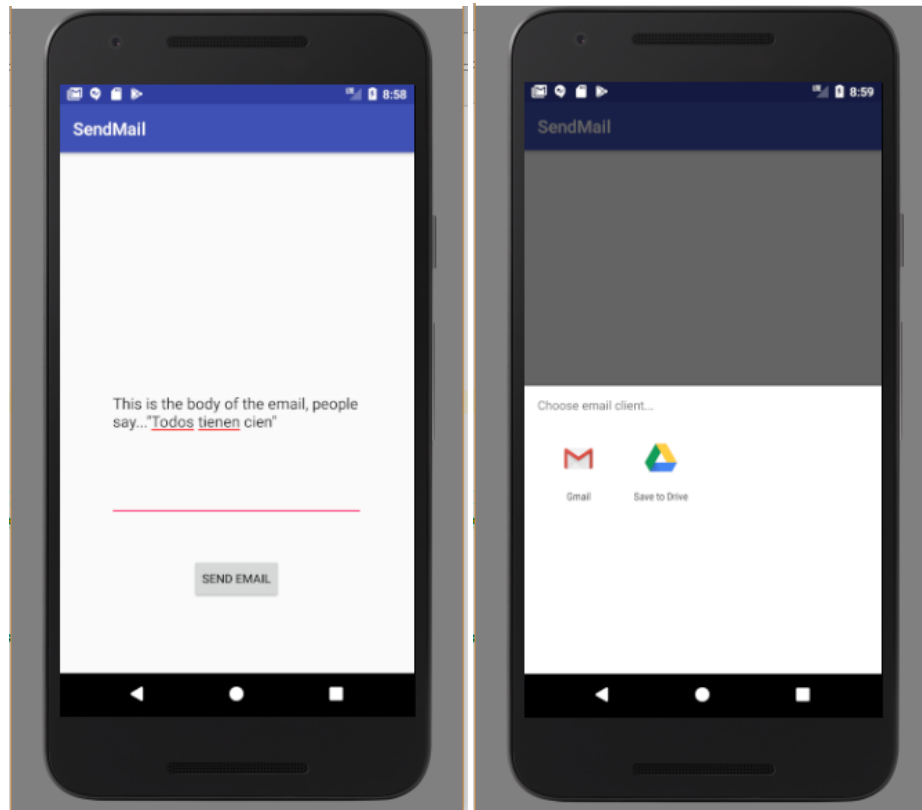 8:58
SendMail
This is the body of the email, people
say..."Todos tienen cien"
SEND EMAIL
8:59
SendMail
Choose email client...
Gmail
Save to Drive